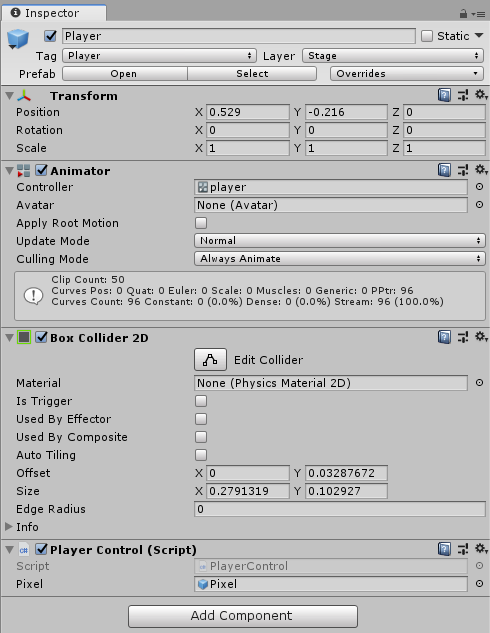 Inspector
Player Static
Tag Player Layer Stage
Prefab Open Select Overrides
Transform
Position X 0.529 Y -0.216 Z 0
Rotation X 0 Y 0 Z 0
Scale X 1 Y 1 Z 1
Animator
Controller player
Avatar None (Avatar)
Apply Root Motion
Update Mode Normal
Culling Mode Always Animate
Clip Count: 50
Curves Pos: 0 Quat: 0 Euler: 0 Scale: 0 Muscles: 0 Generic: 0 PPtr: 96
Curves Count: 96 Constant: 0 (0.0%) Dense: 0 (0.0%) Stream: 96 (100.0%)
Box Collider 2D
Edit Collider
Material None (Physics Material 2D)
Is Trigger
Used By Effector
Used By Composite
Auto Tiling
Offset X 0 Y 0.03287672
Size X 0.2791319 Y 0.102927
Edge Radius 0
Info
Player Control (Script)
Script PlayerControl
Pixel Pixel
Add Component